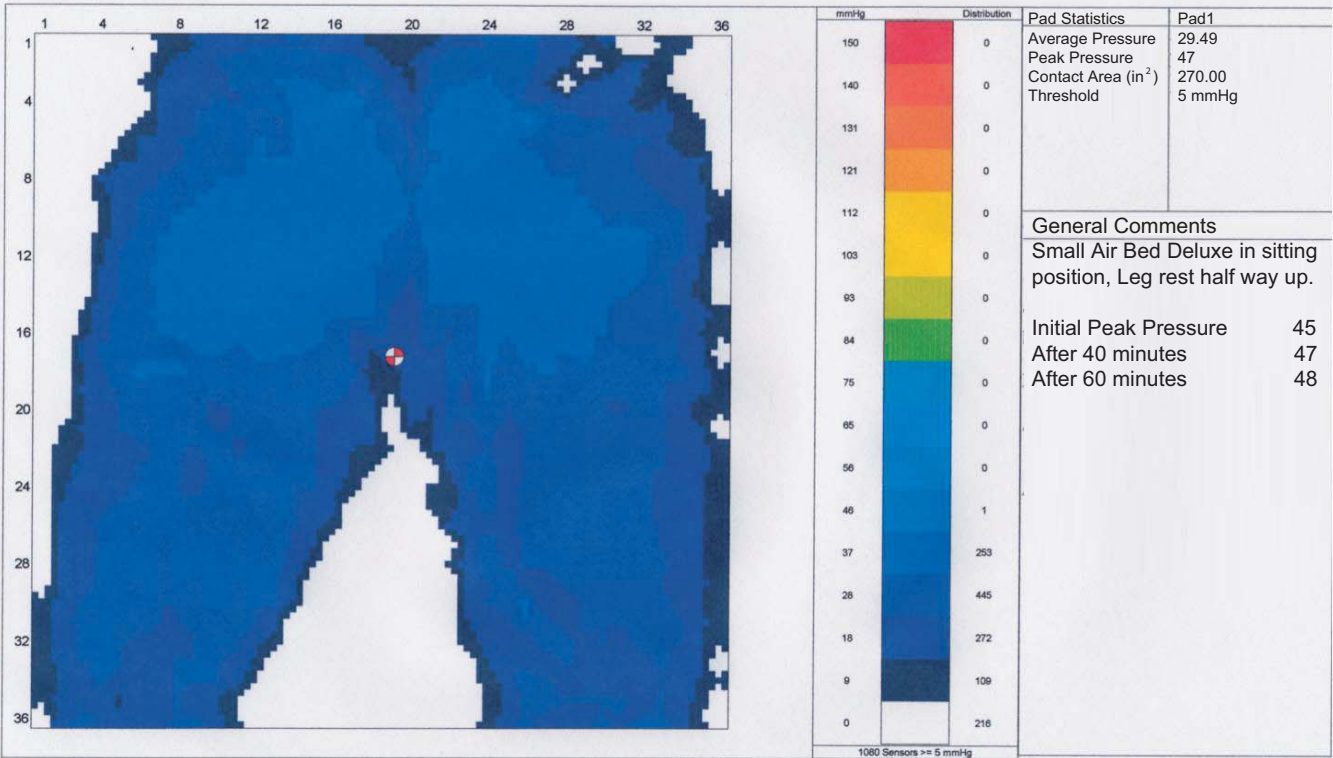 1 4 8 12 16 20 24 28 32 36
1
4
8
12
16
20
24
28
32
36
mmHg Distribution
150 0
140 0
131 0
121 0
112 0
103 0
93 0
84 0
75 0
65 0
56 0
46 1
37 253
28 445
18 272
9 109
0 216
1080 Sensors >= 5 mmHg
Pad Statistics Pad1
Average Pressure 29.49
Peak Pressure 47
Contact Area (in²) 270.00
Threshold 5 mmHg
General Comments
Small Air Bed Deluxe in sitting
position, Leg rest half way up.
Initial Peak Pressure 45
After 40 minutes 47
After 60 minutes 48